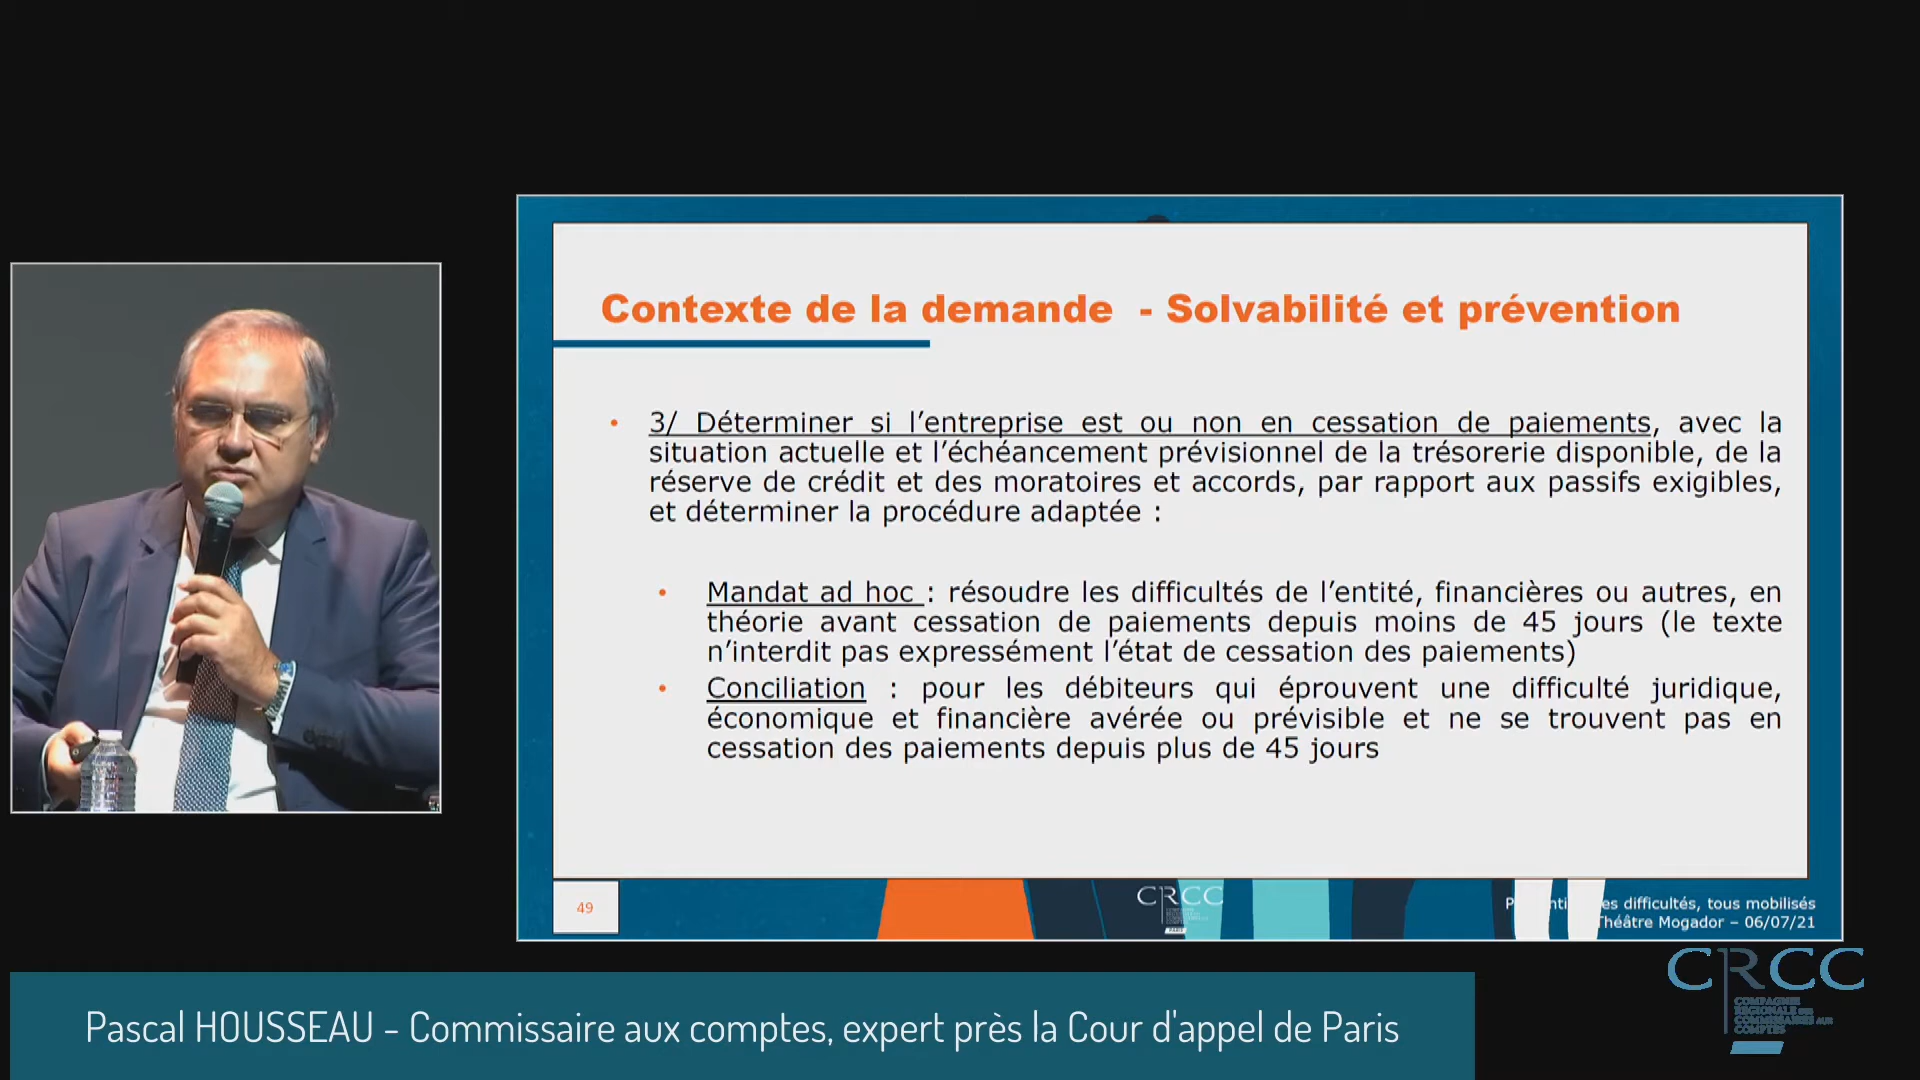 Contexte de la demande - Solvabilité et prévention
• 3/ Déterminer si l’entreprise est ou non en cessation de paiements, avec la
situation actuelle et l’échéancement prévisionnel de la trésorerie disponible, de la
réserve de crédit et des moratoires et accords, par rapport aux passifs exigibles,
et déterminer la procédure adaptée :
• Mandat ad hoc : résoudre les difficultés de l’entité, financières ou autres, en
théorie avant cessation de paiements depuis moins de 45 jours (le texte
n’interdit pas expressément l’état de cessation des paiements)
• Conciliation : pour les débiteurs qui éprouvent une difficulté juridique,
économique et financière avérée ou prévisible et ne se trouvent pas en
cessation des paiements depuis plus de 45 jours
49
CRCC
PARIS
es difficultés, tous mobilisés
Théâtre Mogador – 06/07/21
CRCC
COMPAGNIE
REGIONALE DES
COMMISSAIRES AUX
COMPTES
Pascal HOUSSEAU - Commissaire aux comptes, expert près la Cour d'appel de Paris